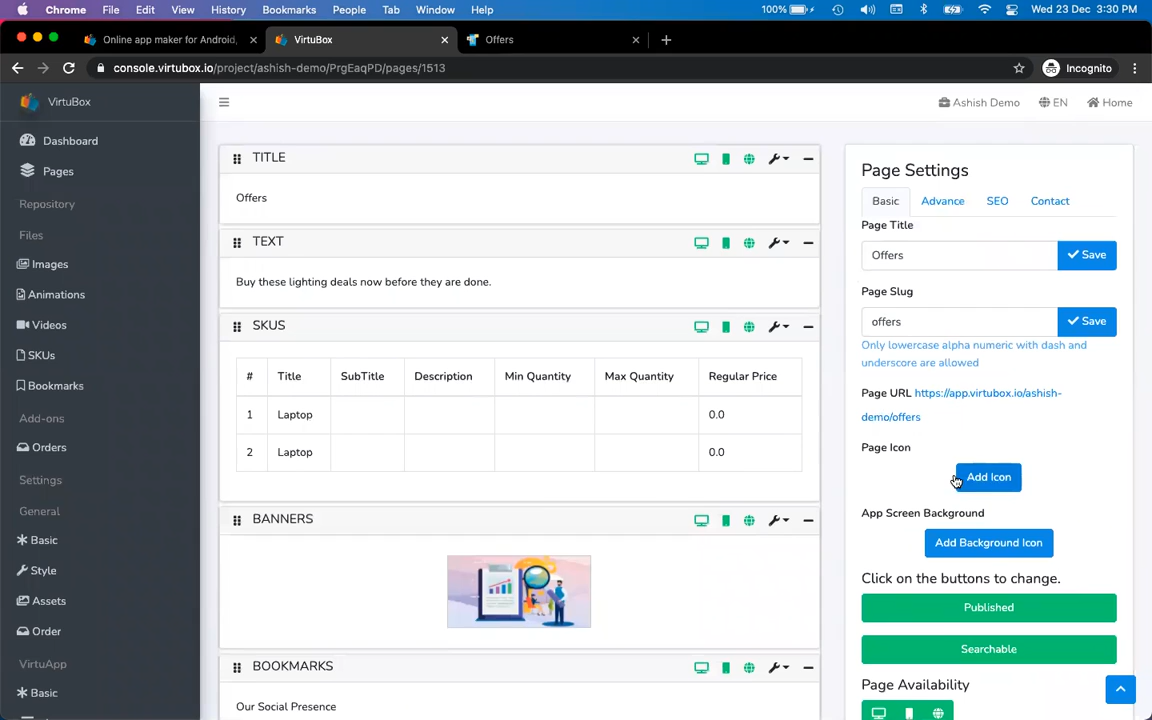 Chrome File Edit View History Bookmarks People Tab Window Help 100% Wed 23 Dec 3:30 PM
Online app maker for Android, VirtuBox Offers
console.virtubox.io/project/ashish-demo/PrgEaqPD/pages/1513 Incognito
VirtuBox
Ashish Demo EN Home
Dashboard
Pages
Repository
Files
Images
Animations
Videos
SKUs
Bookmarks
Add-ons
Orders
Settings
General
Basic
Style
Assets
Order
VirtuApp
Basic
TITLE
Offers
TEXT
Buy these lighting deals now before they are done.
SKUS
# Title SubTitle Description Min Quantity Max Quantity Regular Price
1 Laptop 0.0
2 Laptop 0.0
BANNERS
BOOKMARKS
Our Social Presence
Page Settings
Basic Advance SEO Contact
Page Title
Offers Save
Page Slug
offers Save
Only lowercase alpha numeric with dash and
underscore are allowed
Page URL https://app.virtubox.io/ashish-
demo/offers
Page Icon
Add Icon
App Screen Background
Add Background Icon
Click on the buttons to change.
Published
Searchable
Page Availability